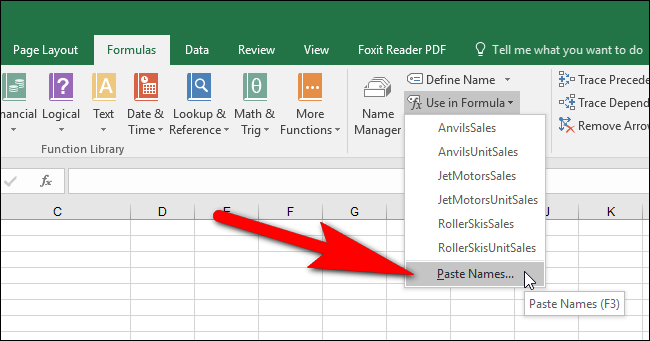 Page Layout Formulas Data Review View Foxit Reader PDF Tell me what you want to do
nancial Logical Text Date & Time Lookup & Reference Math & Trig More Functions
Function Library
Name Manager
Define Name
Use in Formula
Trace Precede
Trace Depend
Remove Arrow
AnvilsSales
AnvilsUnitSales
JetMotorsSales
JetMotorsUnitSales
RollerSkisSales
RollerSkisUnitSales
Paste Names...
Paste Names (F3)
fx
C D E F G J K